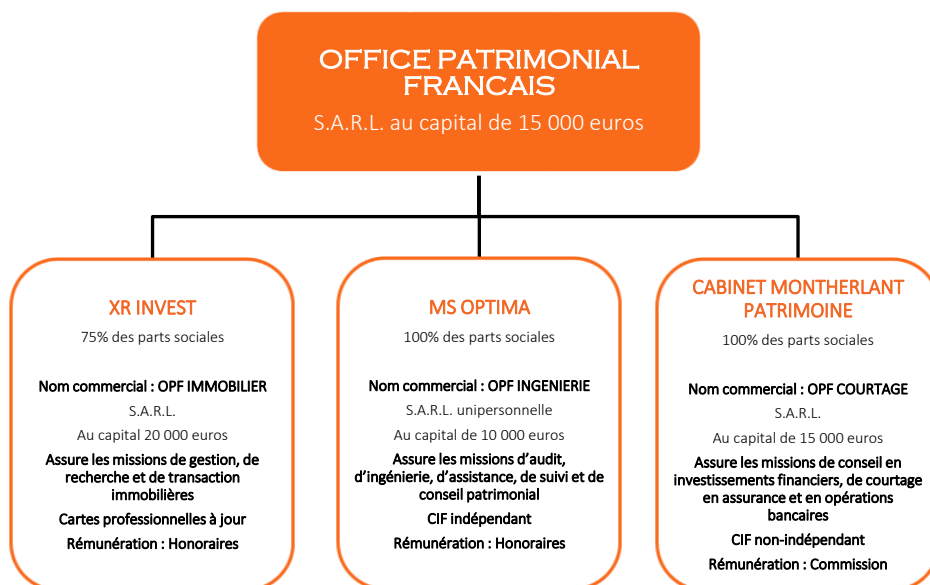 OFFICE PATRIMONIAL
FRANCAIS
S.A.R.L. au capital de 15 000 euros
XR INVEST
75% des parts sociales
Nom commercial : OPF IMMOBILIER
S.A.R.L.
Au capital 20 000 euros
Assure les missions de gestion, de
recherche et de transaction
immobilières
Cartes professionnelles à jour
Rémunération : Honoraires
MS OPTIMA
100% des parts sociales
Nom commercial : OPF INGENIERIE
S.A.R.L. unipersonnelle
Au capital de 10 000 euros
Assure les missions d'audit,
d'ingénierie, d'assistance, de suivi et de
conseil patrimonial
CIF indépendant
Rémunération : Honoraires
CABINET MONTHERLANT
PATRIMOINE
100% des parts sociales
Nom commercial : OPF COURTAGE
S.A.R.L.
Au capital de 15 000 euros
Assure les missions de conseil en
investissements financiers, de courtage
en assurance et en opérations
bancaires
CIF non-indépendant
Rémunération : Commission